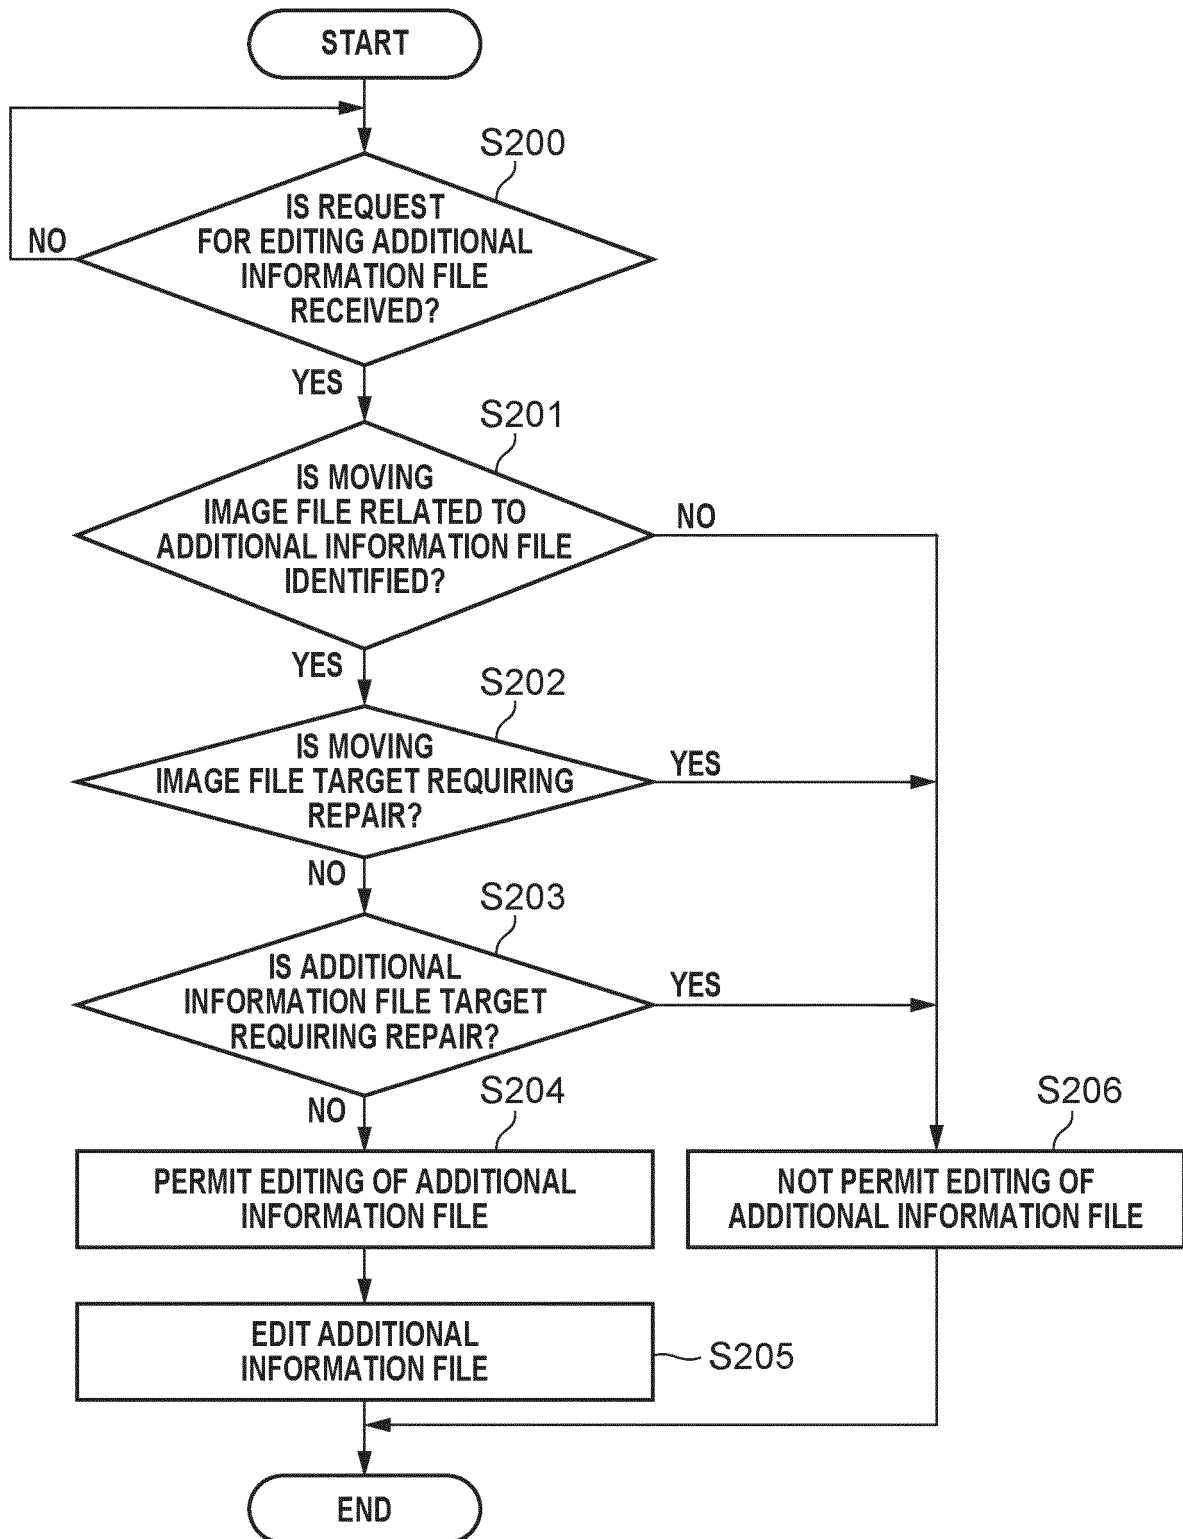 START
S200
IS REQUEST
FOR EDITING ADDITIONAL
INFORMATION FILE
RECEIVED?
NO
YES
S201
IS MOVING
IMAGE FILE RELATED TO
ADDITIONAL INFORMATION FILE
IDENTIFIED?
NO
YES
S202
IS MOVING
IMAGE FILE TARGET REQUIRING
REPAIR?
YES
NO
S203
IS ADDITIONAL
INFORMATION FILE TARGET
REQUIRING REPAIR?
YES
NO
S204
PERMIT EDITING OF ADDITIONAL
INFORMATION FILE
S206
NOT PERMIT EDITING OF
ADDITIONAL INFORMATION FILE
EDIT ADDITIONAL
INFORMATION FILE
S205
END